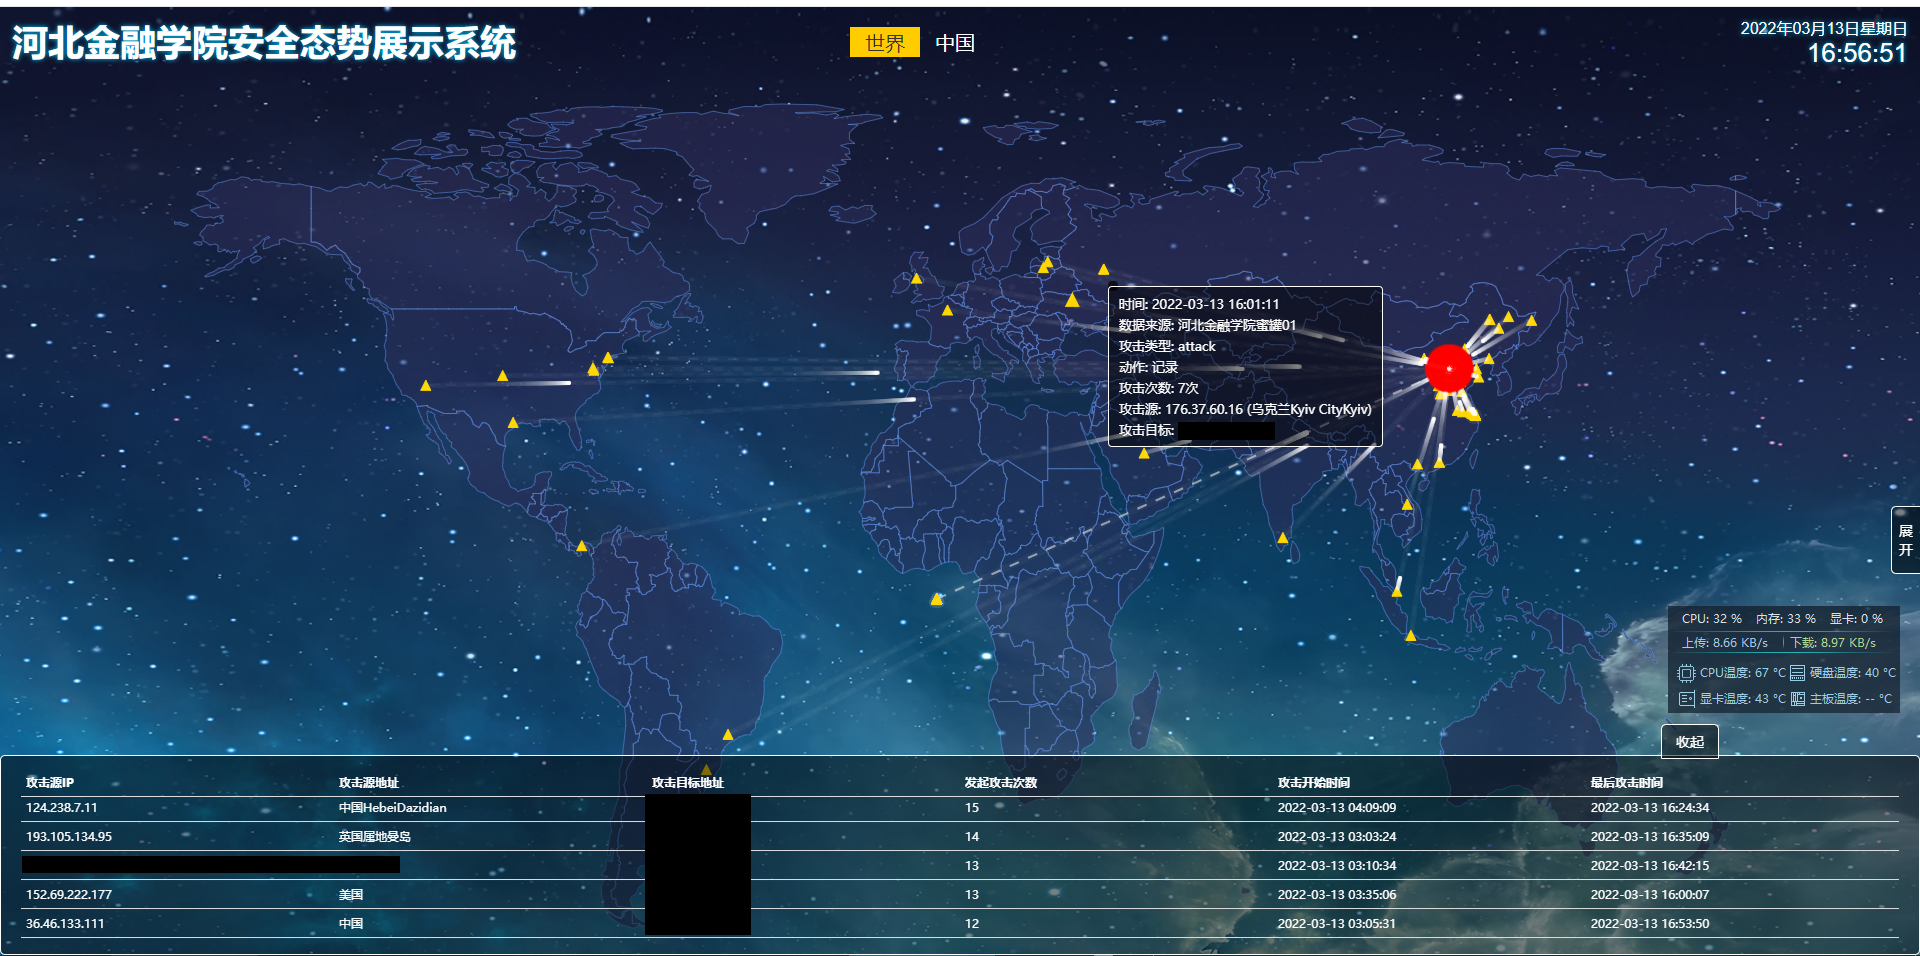 河北金融学院安全态势展示系统
世界 中国
2022年03月13日星期日
16:56:51
时间: 2022-03-13 16:01:11
数据来源: 河北金融学院蜜罐01
攻击类型: attack
动作: 记录
攻击次数: 7次
攻击源: 176.37.60.16 (乌克兰Kyiv CityKyiv)
攻击目标:
展
开
CPU: 32 % 内存: 33 % 显卡: 0 %
上传: 8.66 KB/s 下载: 8.97 KB/s
CPU温度: 67 °C 硬盘温度: 40 °C
显卡温度: 43 °C 主板温度: -- °C
收起
攻击源IP 攻击源地址 攻击目标地址 发起攻击次数 攻击开始时间 最后攻击时间
124.238.7.11 中国HebeiDazidian 15 2022-03-13 04:09:09 2022-03-13 16:24:34
193.105.134.95 英国属地曼岛 14 2022-03-13 03:03:24 2022-03-13 16:35:09
13 2022-03-13 03:10:34 2022-03-13 16:42:15
152.69.222.177 美国 13 2022-03-13 03:35:06 2022-03-13 16:00:07
36.46.133.111 中国 12 2022-03-13 03:05:31 2022-03-13 16:53:50